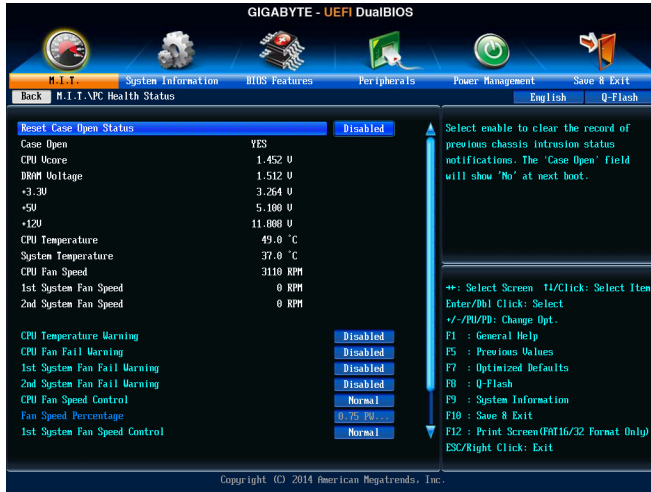 GIGABYTE - UEFI DualBIOS
M.I.T. System Information BIOS Features Peripherals Power Management Save & Exit
Back M.I.T.\PC Health Status English Q-Flash
Reset Case Open Status Disabled
Case Open YES
CPU Vcore 1.452 V
DRAM Voltage 1.512 V
+3.3V 3.264 V
+5V 5.100 V
+12V 11.808 V
CPU Temperature 49.0 °C
System Temperature 37.0 °C
CPU Fan Speed 3110 RPM
1st System Fan Speed 0 RPM
2nd System Fan Speed 0 RPM
CPU Temperature Warning Disabled
CPU Fan Fail Warning Disabled
1st System Fan Fail Warning Disabled
2nd System Fan Fail Warning Disabled
CPU Fan Speed Control Normal
Fan Speed Percentage 0.75 PW...
1st System Fan Speed Control Normal
Select enable to clear the record of
previous chassis intrusion status
notifications. The 'Case Open' field
will show 'No' at next boot.
→←: Select Screen ↑↓/Click: Select Item
Enter/Dbl Click: Select
+/-/PU/PD: Change Opt.
F1 : General Help
F5 : Previous Values
F7 : Optimized Defaults
F8 : Q-Flash
F9 : System Information
F10 : Save & Exit
F12 : Print Screen(FAT16/32 Format Only)
ESC/Right Click: Exit
Copyright (C) 2014 American Megatrends, Inc.